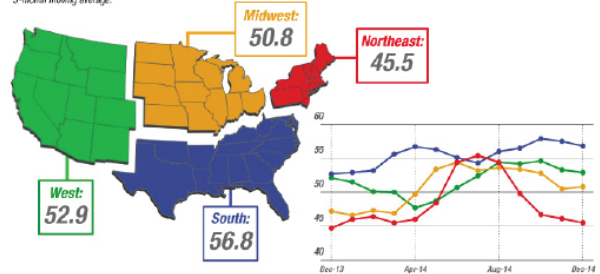 3-month moving average.
Midwest:
50.8
Northeast:
45.5
West:
52.9
South:
56.8
60
55
50
45
40
Dec-13 Apr-14 Aug-14 Dec-14